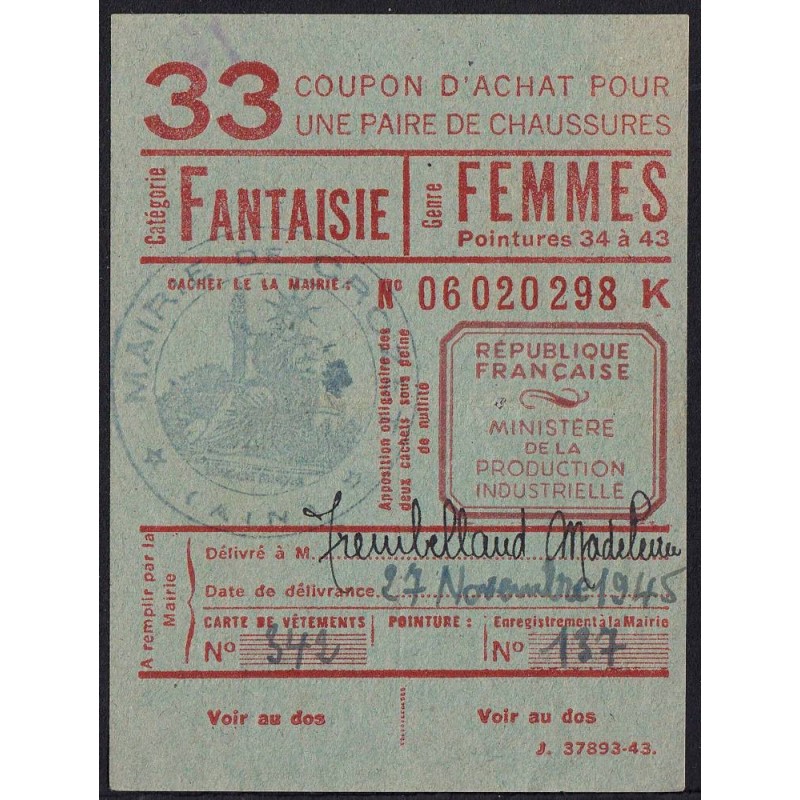 33
COUPON D'ACHAT POUR
UNE PAIRE DE CHAUSSURES
Catégorie
FANTAISIE
Genre
FEMMES
Pointures 34 à 43
CACHET DE LA MAIRIE :
No 06020298 K
MAIRIE DE
(AIN)
Apposition obligatoire des
deux cachets sous peine
de nullité
RÉPUBLIQUE
FRANÇAISE
MINISTÈRE
DE LA
PRODUCTION
INDUSTRIELLE
A remplir par la
Mairie
Délivré à M. Trembelland Madeleine
Date de délivrance 27 Novembre 1945
CARTE DE VÊTEMENTS
No 342
POINTURE :
Enregistrement à la Mairie
No 137
Voir au dos
Voir au dos
J. 37893-43.